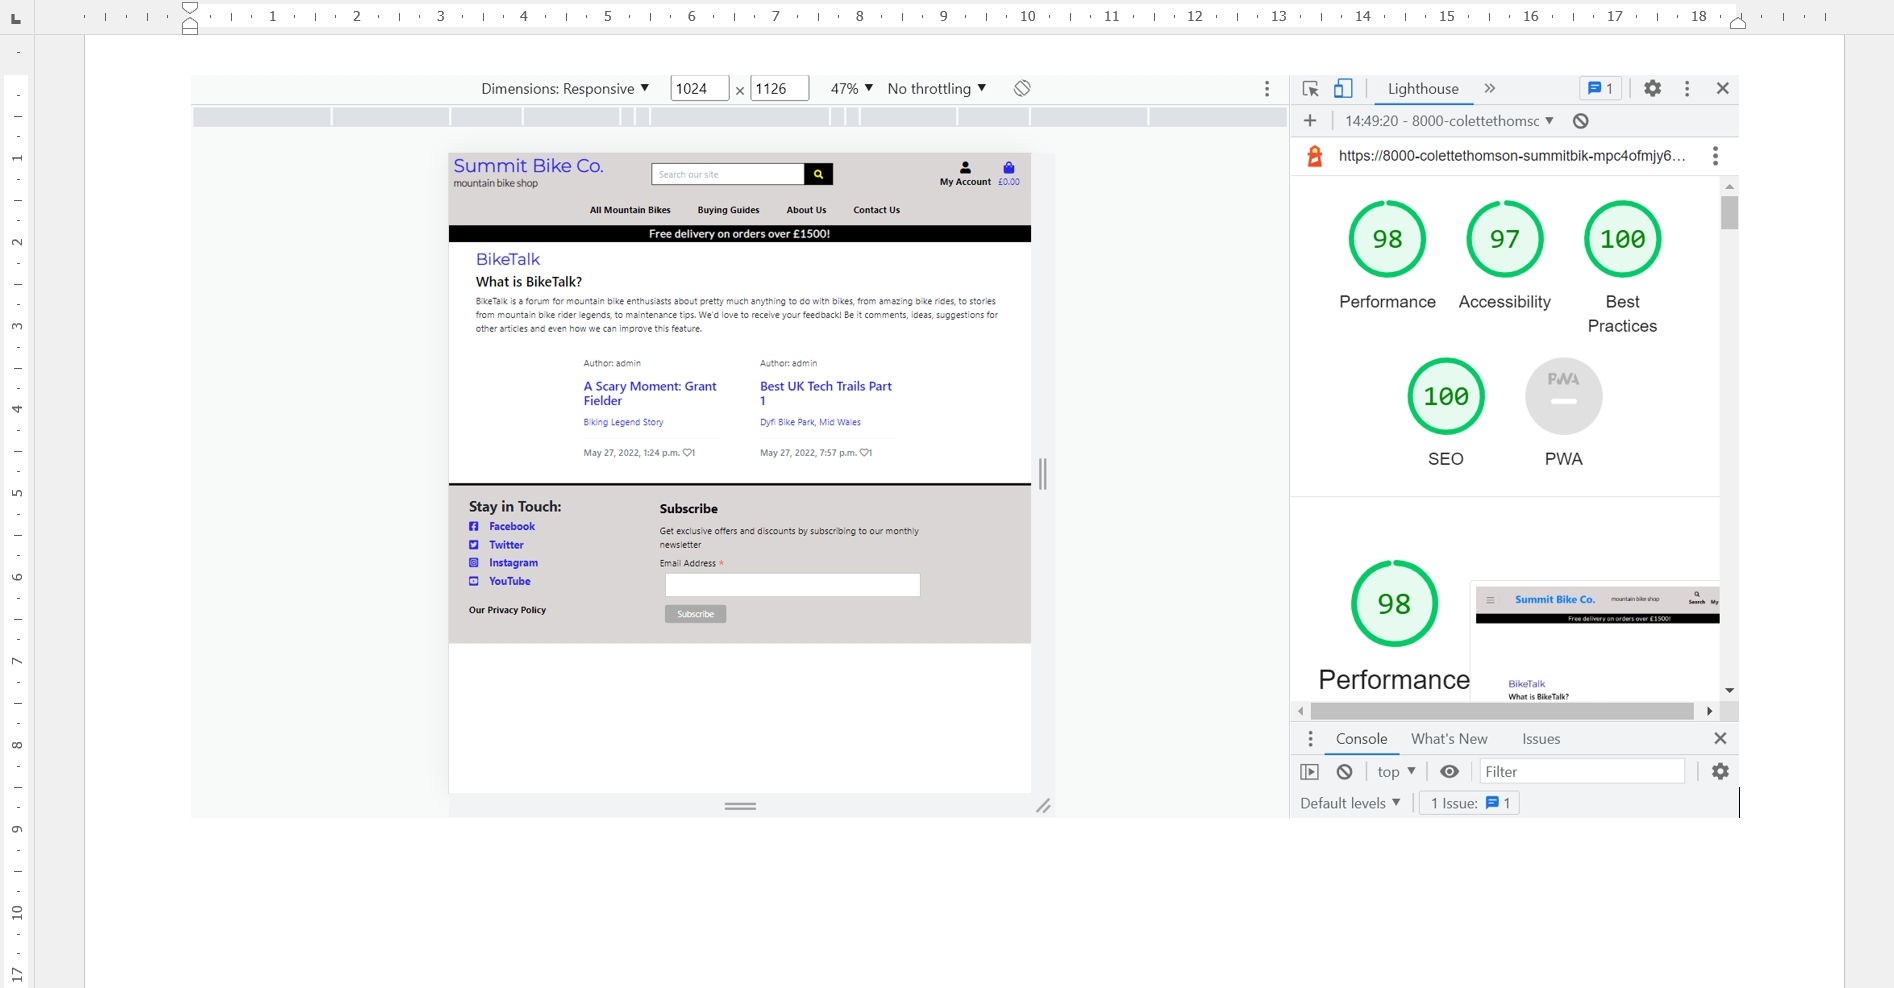 1 2 3 4 5 6 7 8 9 10 11 12 13 14 15 16 17 18
1
2
3
4
5
6
7
8
9
10
17
Dimensions: Responsive 1024 × 1126 47% No throttling
Summit Bike Co.
mountain bike shop
Search our site
My Account £0.00
All Mountain Bikes Buying Guides About Us Contact Us
Free delivery on orders over £1500!
BikeTalk
What is BikeTalk?
BikeTalk is a forum for mountain bike enthusiasts about pretty much anything to do with bikes, from amazing bike rides, to stories
from mountain bike rider legends, to maintenance tips. We'd love to receive your feedback! Be it comments, ideas, suggestions for
other articles and even how we can improve this feature.
Author: admin
A Scary Moment: Grant
Fielder
Biking Legend Story
May 27, 2022, 1:24 p.m. 1
Author: admin
Best UK Tech Trails Part
1
Dyfi Bike Park, Mid Wales
May 27, 2022, 7:57 p.m. 1
Stay in Touch:
Facebook
Twitter
Instagram
YouTube
Our Privacy Policy
Subscribe
Get exclusive offers and discounts by subscribing to our monthly
newsletter
Email Address *
Subscribe
Lighthouse » 1
14:49:20 - 8000-colettethomsc
https://8000-colettethomson-summitbik-mpc4ofmjy6...
98 97 100
Performance Accessibility Best
Practices
100 PWA
SEO PWA
98
Performance
Summit Bike Co. mountain bike shop Search My
Free delivery on orders over £1500!
BikeTalk
What is BikeTalk?
Console What's New Issues
top Filter
Default levels 1 Issue: 1